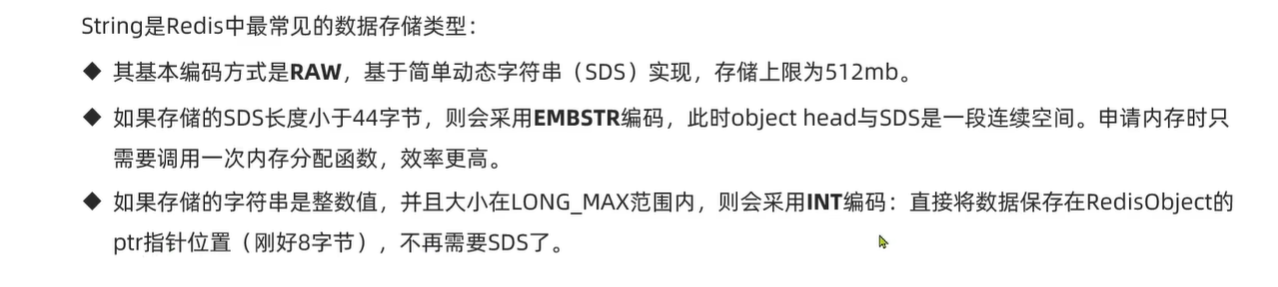 String是Redis中最常见的数据存储类型：
◆ 其基本编码方式是RAW，基于简单动态字符串（SDS）实现，存储上限为512mb。
◆ 如果存储的SDS长度小于44字节，则会采用EMBSTR编码，此时object head与SDS是一段连续空间。申请内存时只
需要调用一次内存分配函数，效率更高。
◆ 如果存储的字符串是整数值，并且大小在LONG_MAX范围内，则会采用INT编码：直接将数据保存在RedisObject的
ptr指针位置（刚好8字节），不再需要SDS了。